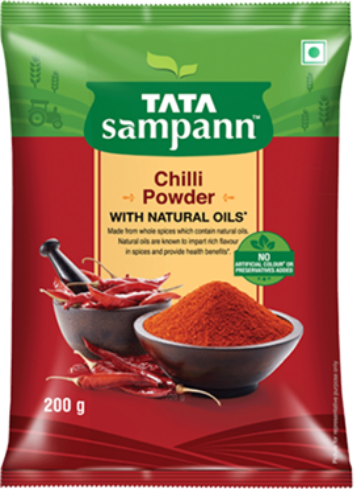 TATA
sampann™
Chilli
Powder
WITH NATURAL OILS*
Made from whole spices which contain natural oils.
Natural oils are known to impart rich flavour
in spices and provide health benefits*.
NO
ARTIFICIAL COLOUR* OR
PRESERVATIVES ADDED
200 g